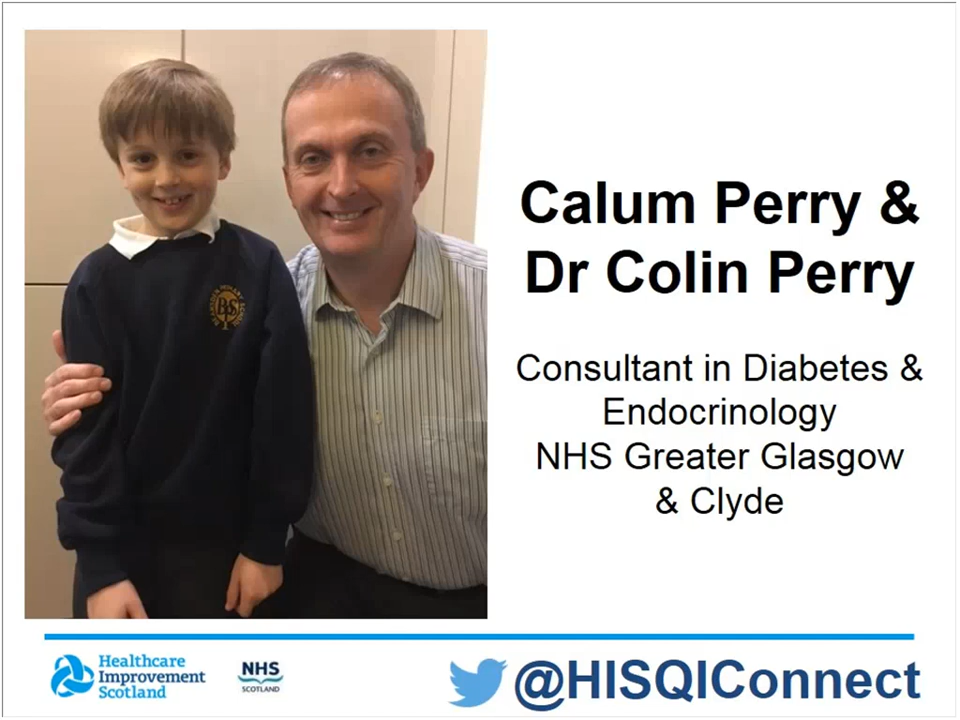 Calum Perry &
Dr Colin Perry
Consultant in Diabetes &
Endocrinology
NHS Greater Glasgow
& Clyde
BPS
Healthcare
Improvement
Scotland
NHS
SCOTLAND
@HISQIConnect